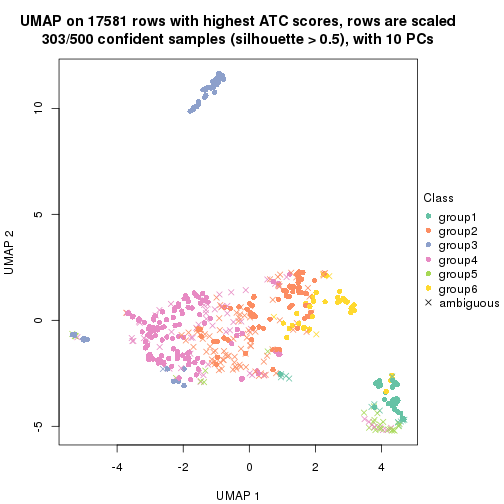 UMAP on 17581 rows with highest ATC scores, rows are scaled
303/500 confident samples (silhouette > 0.5), with 10 PCs
10
5
0
-5
UMAP 2
-4
-2
0
2
4
UMAP 1
Class
group1
group2
group3
group4
group5
group6
ambiguous